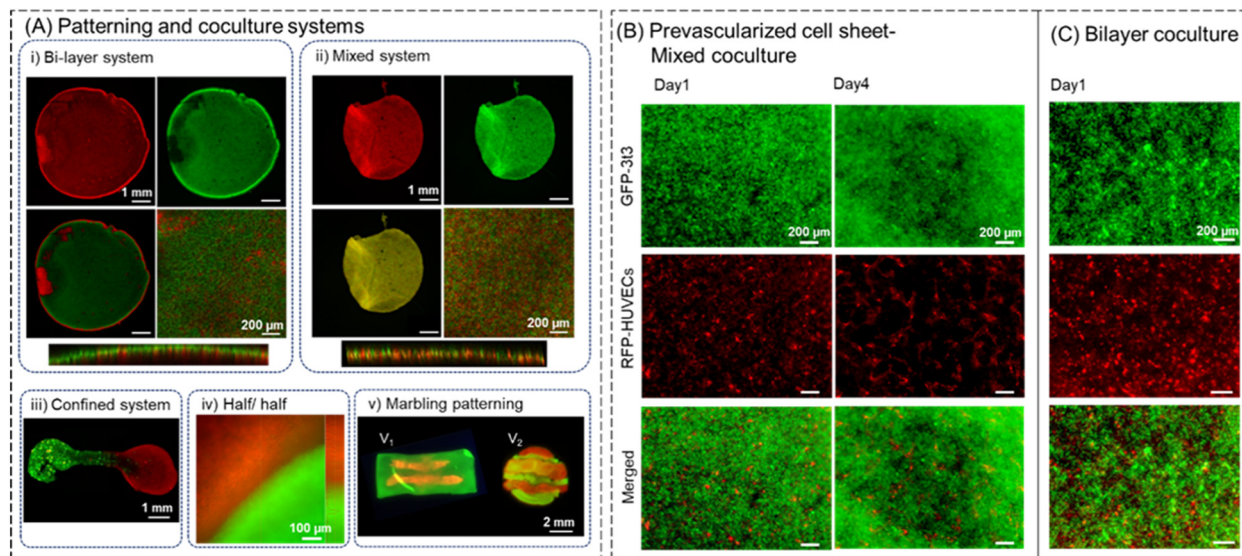 (A) Patterning and coculture systems
i) Bi-layer system
1 mm
200 µm
ii) Mixed system
1 mm
200 µm
iii) Confined system
1 mm
iv) Half/ half
100 µm
v) Marbling patterning
V1
V2
2 mm
(B) Prevascularized cell sheet-
Mixed coculture
Day1
Day4
GFP-3t3
200 µm
200 µm
RFP-HUVECs
Merged
(C) Bilayer coculture
Day1
200 µm